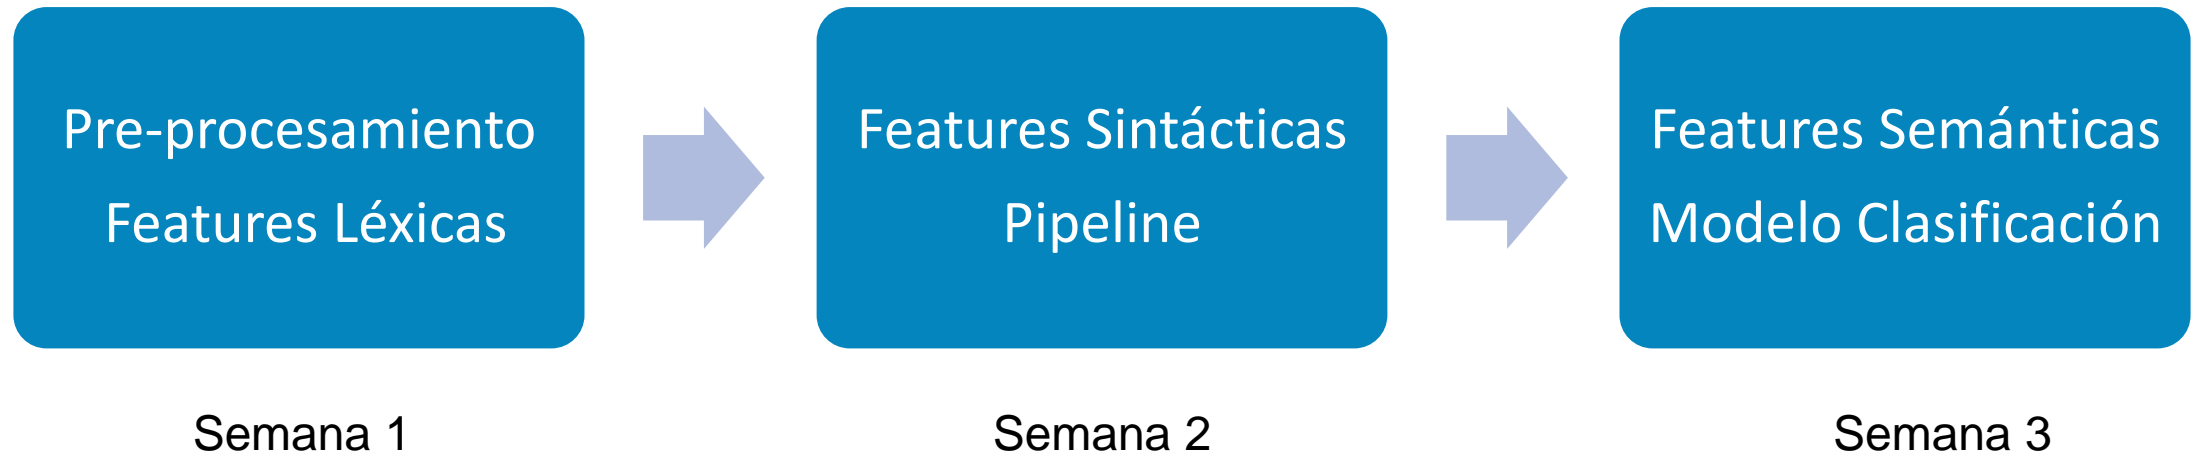 Pre-procesamiento
Features Léxicas
Features Sintácticas
Pipeline
Features Semánticas
Modelo Clasificación
Semana 1
Semana 2
Semana 3